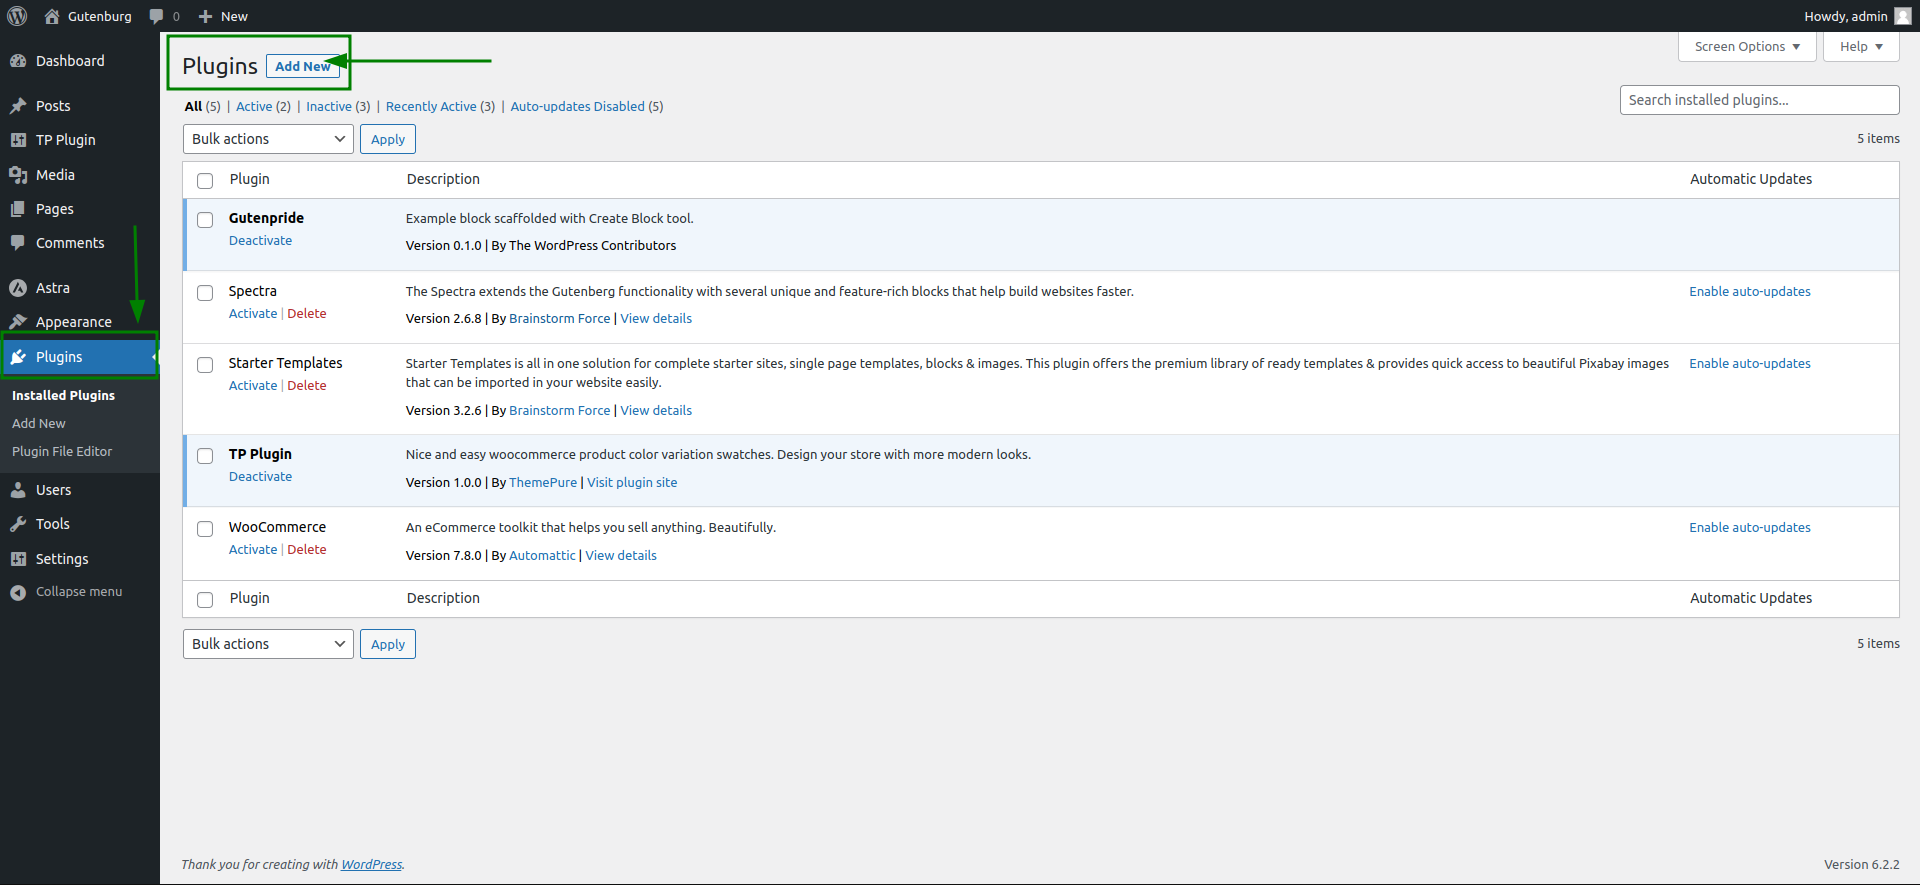 Gutenburg 0 New Howdy, admin
Dashboard
Posts
TP Plugin
Media
Pages
Comments
Astra
Appearance
Plugins
Installed Plugins
Add New
Plugin File Editor
Users
Tools
Settings
Collapse menu
Screen Options Help
Plugins Add New
All (5) | Active (2) | Inactive (3) | Recently Active (3) | Auto-updates Disabled (5)
Search installed plugins...
Bulk actions Apply 5 items
Plugin Description Automatic Updates
Gutenpride Example block scaffolded with Create Block tool.
Deactivate Version 0.1.0 | By The WordPress Contributors
Spectra The Spectra extends the Gutenberg functionality with several unique and feature-rich blocks that help build websites faster. Enable auto-updates
Activate | Delete Version 2.6.8 | By Brainstorm Force | View details
Starter Templates Starter Templates is all in one solution for complete starter sites, single page templates, blocks & images. This plugin offers the premium library of ready templates & provides quick access to beautiful Pixabay images Enable auto-updates
Activate | Delete that can be imported in your website easily.
Version 3.2.6 | By Brainstorm Force | View details
TP Plugin Nice and easy woocommerce product color variation swatches. Design your store with more modern looks.
Deactivate Version 1.0.0 | By ThemePure | Visit plugin site
WooCommerce An eCommerce toolkit that helps you sell anything. Beautifully. Enable auto-updates
Activate | Delete Version 7.8.0 | By Automattic | View details
Plugin Description Automatic Updates
Bulk actions Apply 5 items
Thank you for creating with WordPress. Version 6.2.2